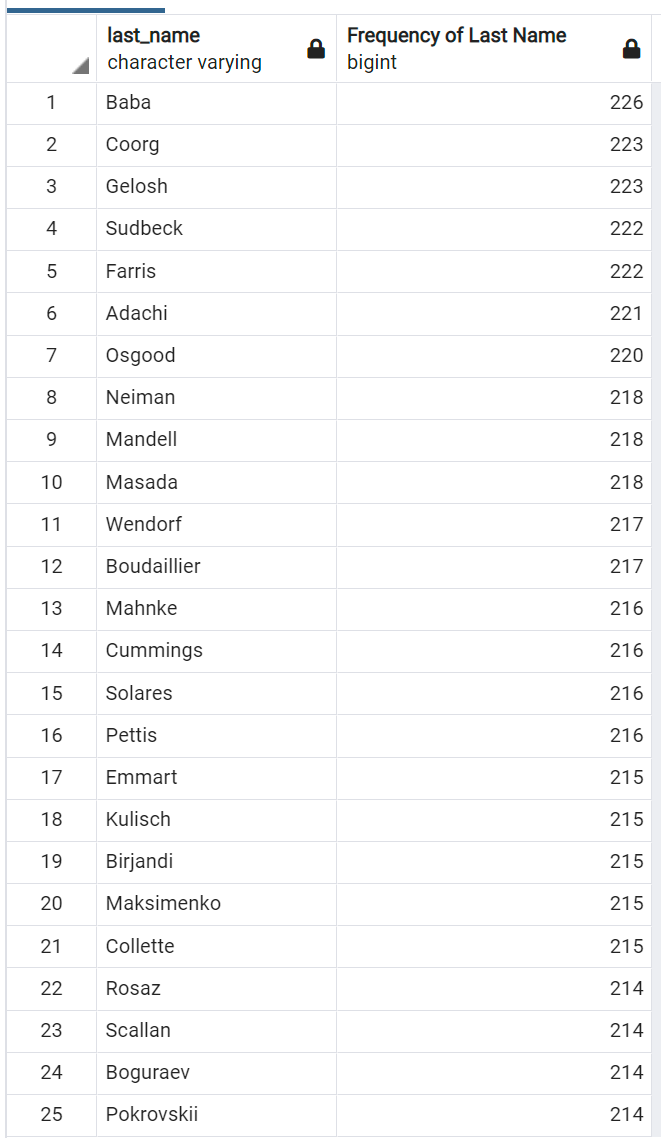 last_name Frequency of Last Name
character varying bigint
1 Baba 226
2 Coorg 223
3 Gelosh 223
4 Sudbeck 222
5 Farris 222
6 Adachi 221
7 Osgood 220
8 Neiman 218
9 Mandell 218
10 Masada 218
11 Wendorf 217
12 Boudaillier 217
13 Mahnke 216
14 Cummings 216
15 Solares 216
16 Pettis 216
17 Emmart 215
18 Kulisch 215
19 Birjandi 215
20 Maksimenko 215
21 Collette 215
22 Rosaz 214
23 Scallan 214
24 Boguraev 214
25 Pokrovskii 214